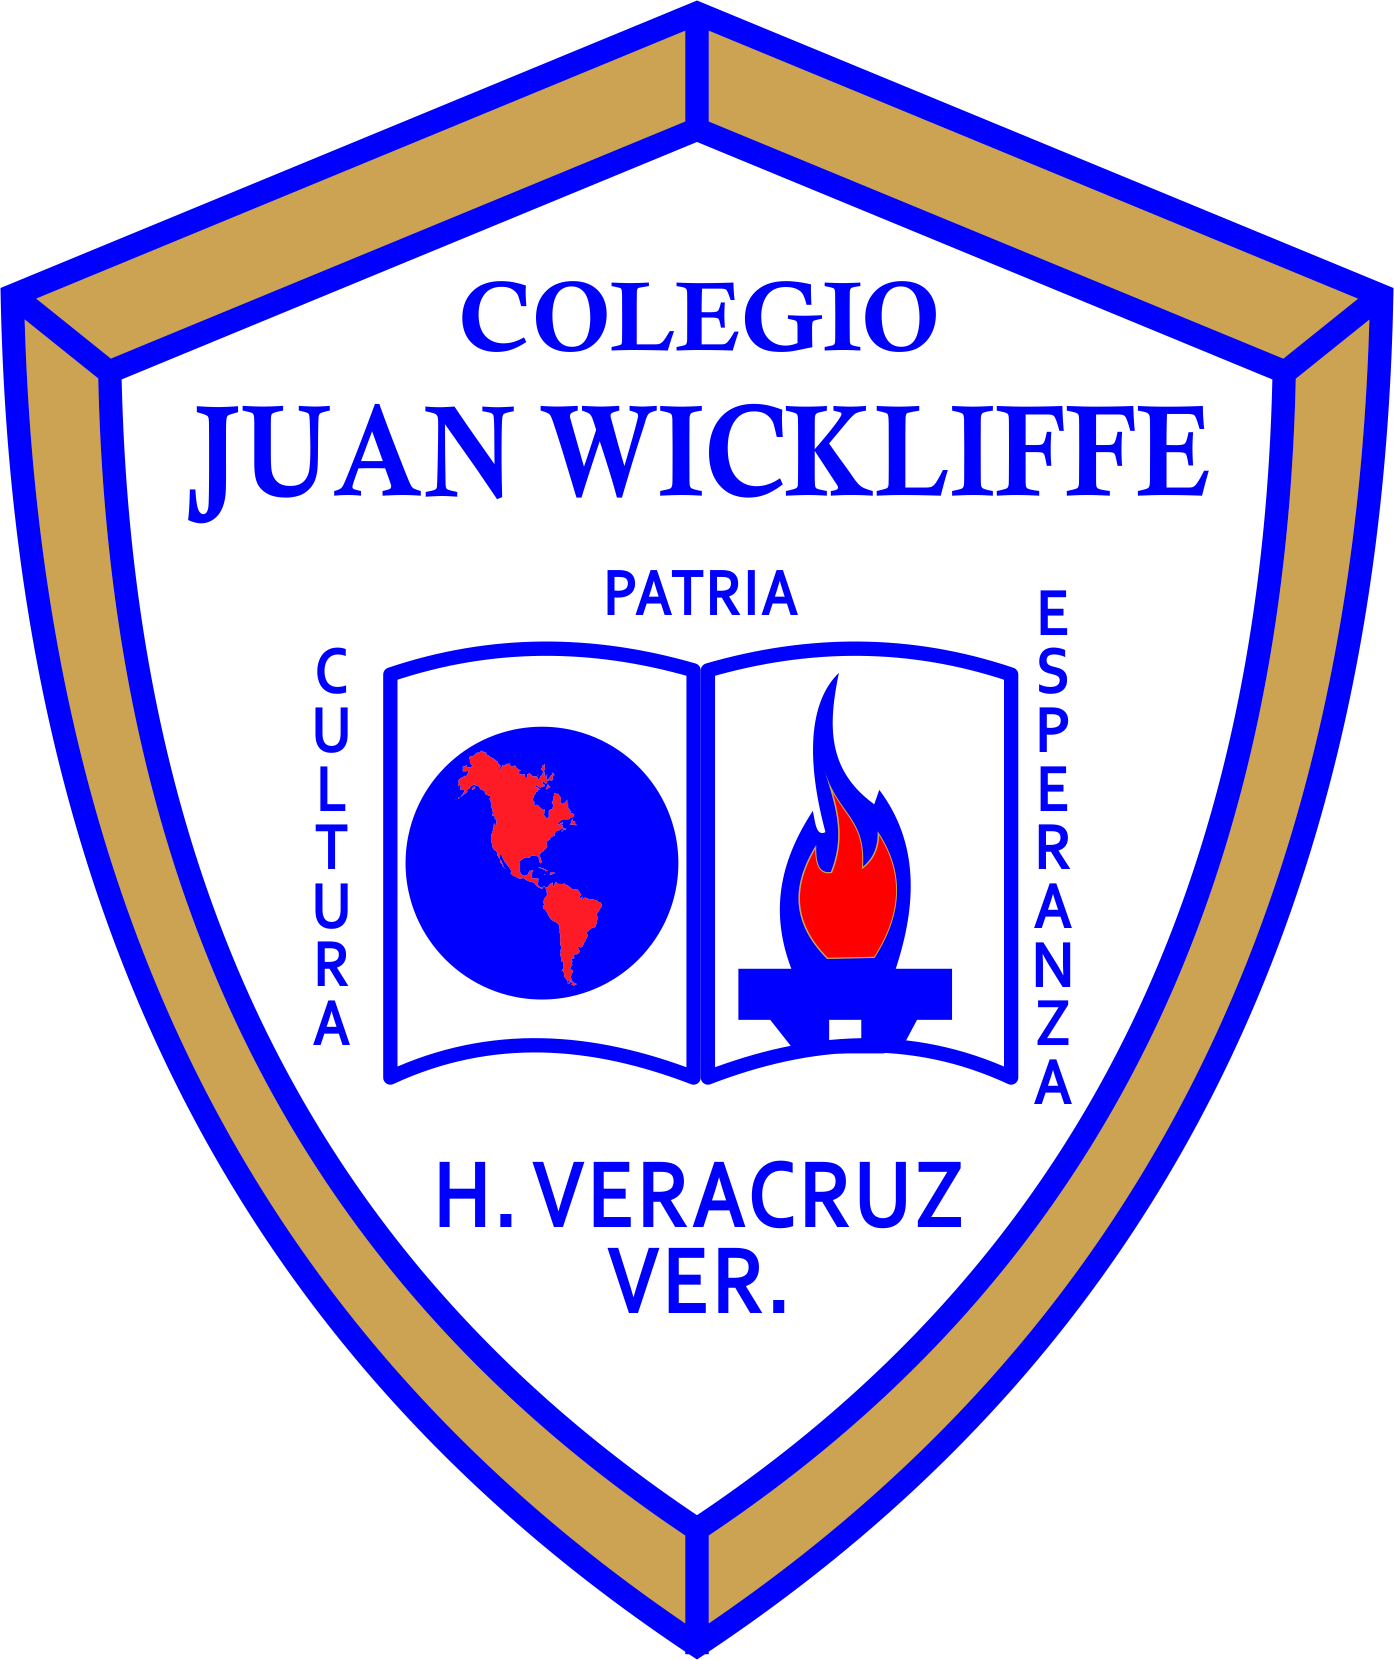 COLEGIO
JUAN WICKLIFFE
PATRIA
CULTURA
ESPERANZA
H. VERACRUZ
VER.